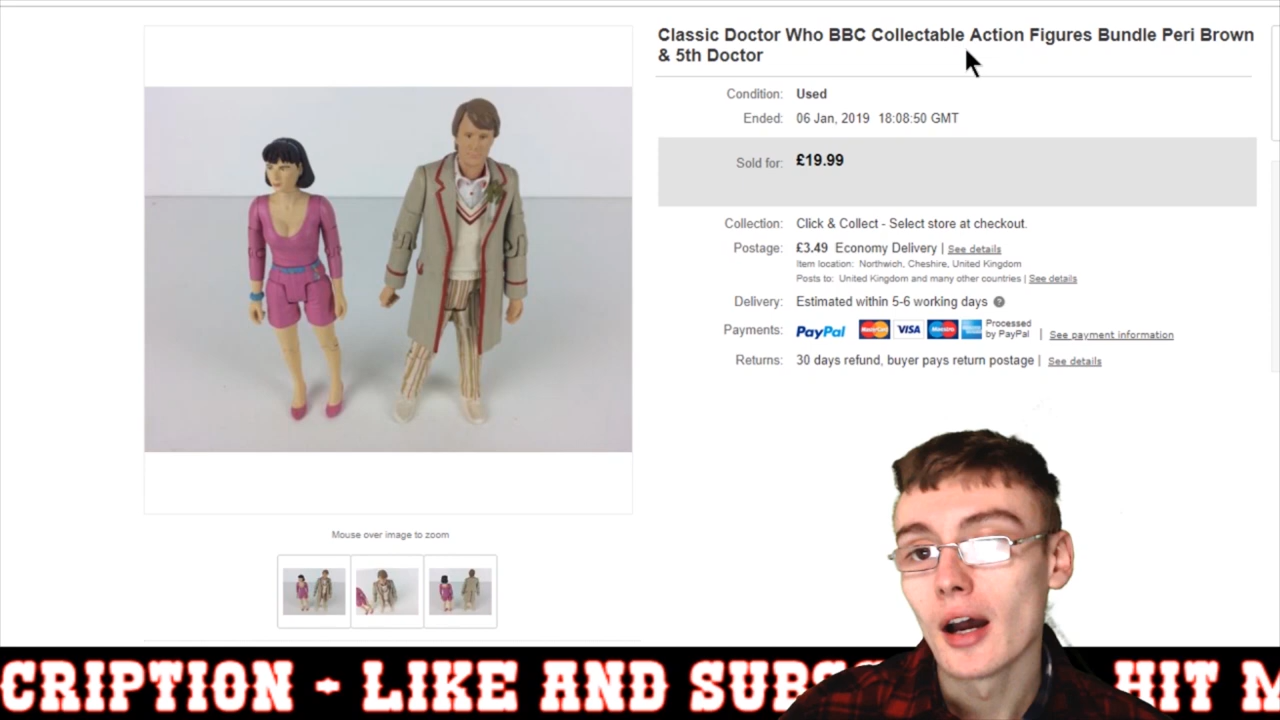 Classic Doctor Who BBC Collectable Action Figures Bundle Peri Brown
& 5th Doctor
Condition: Used
Ended: 06 Jan, 2019 18:08:50 GMT
Sold for: £19.99
Collection: Click & Collect - Select store at checkout.
Postage: £3.49 Economy Delivery | See details
Item location: Northwich, Cheshire, United Kingdom
Posts to: United Kingdom and many other countries | See details
Delivery: Estimated within 5-6 working days ?
Payments: PayPal MasterCard VISA Maestro Processed by PayPal | See payment information
Returns: 30 days refund, buyer pays return postage | See details
Mouse over image to zoom
CRIPTION - LIKE AND SUBS HIT M